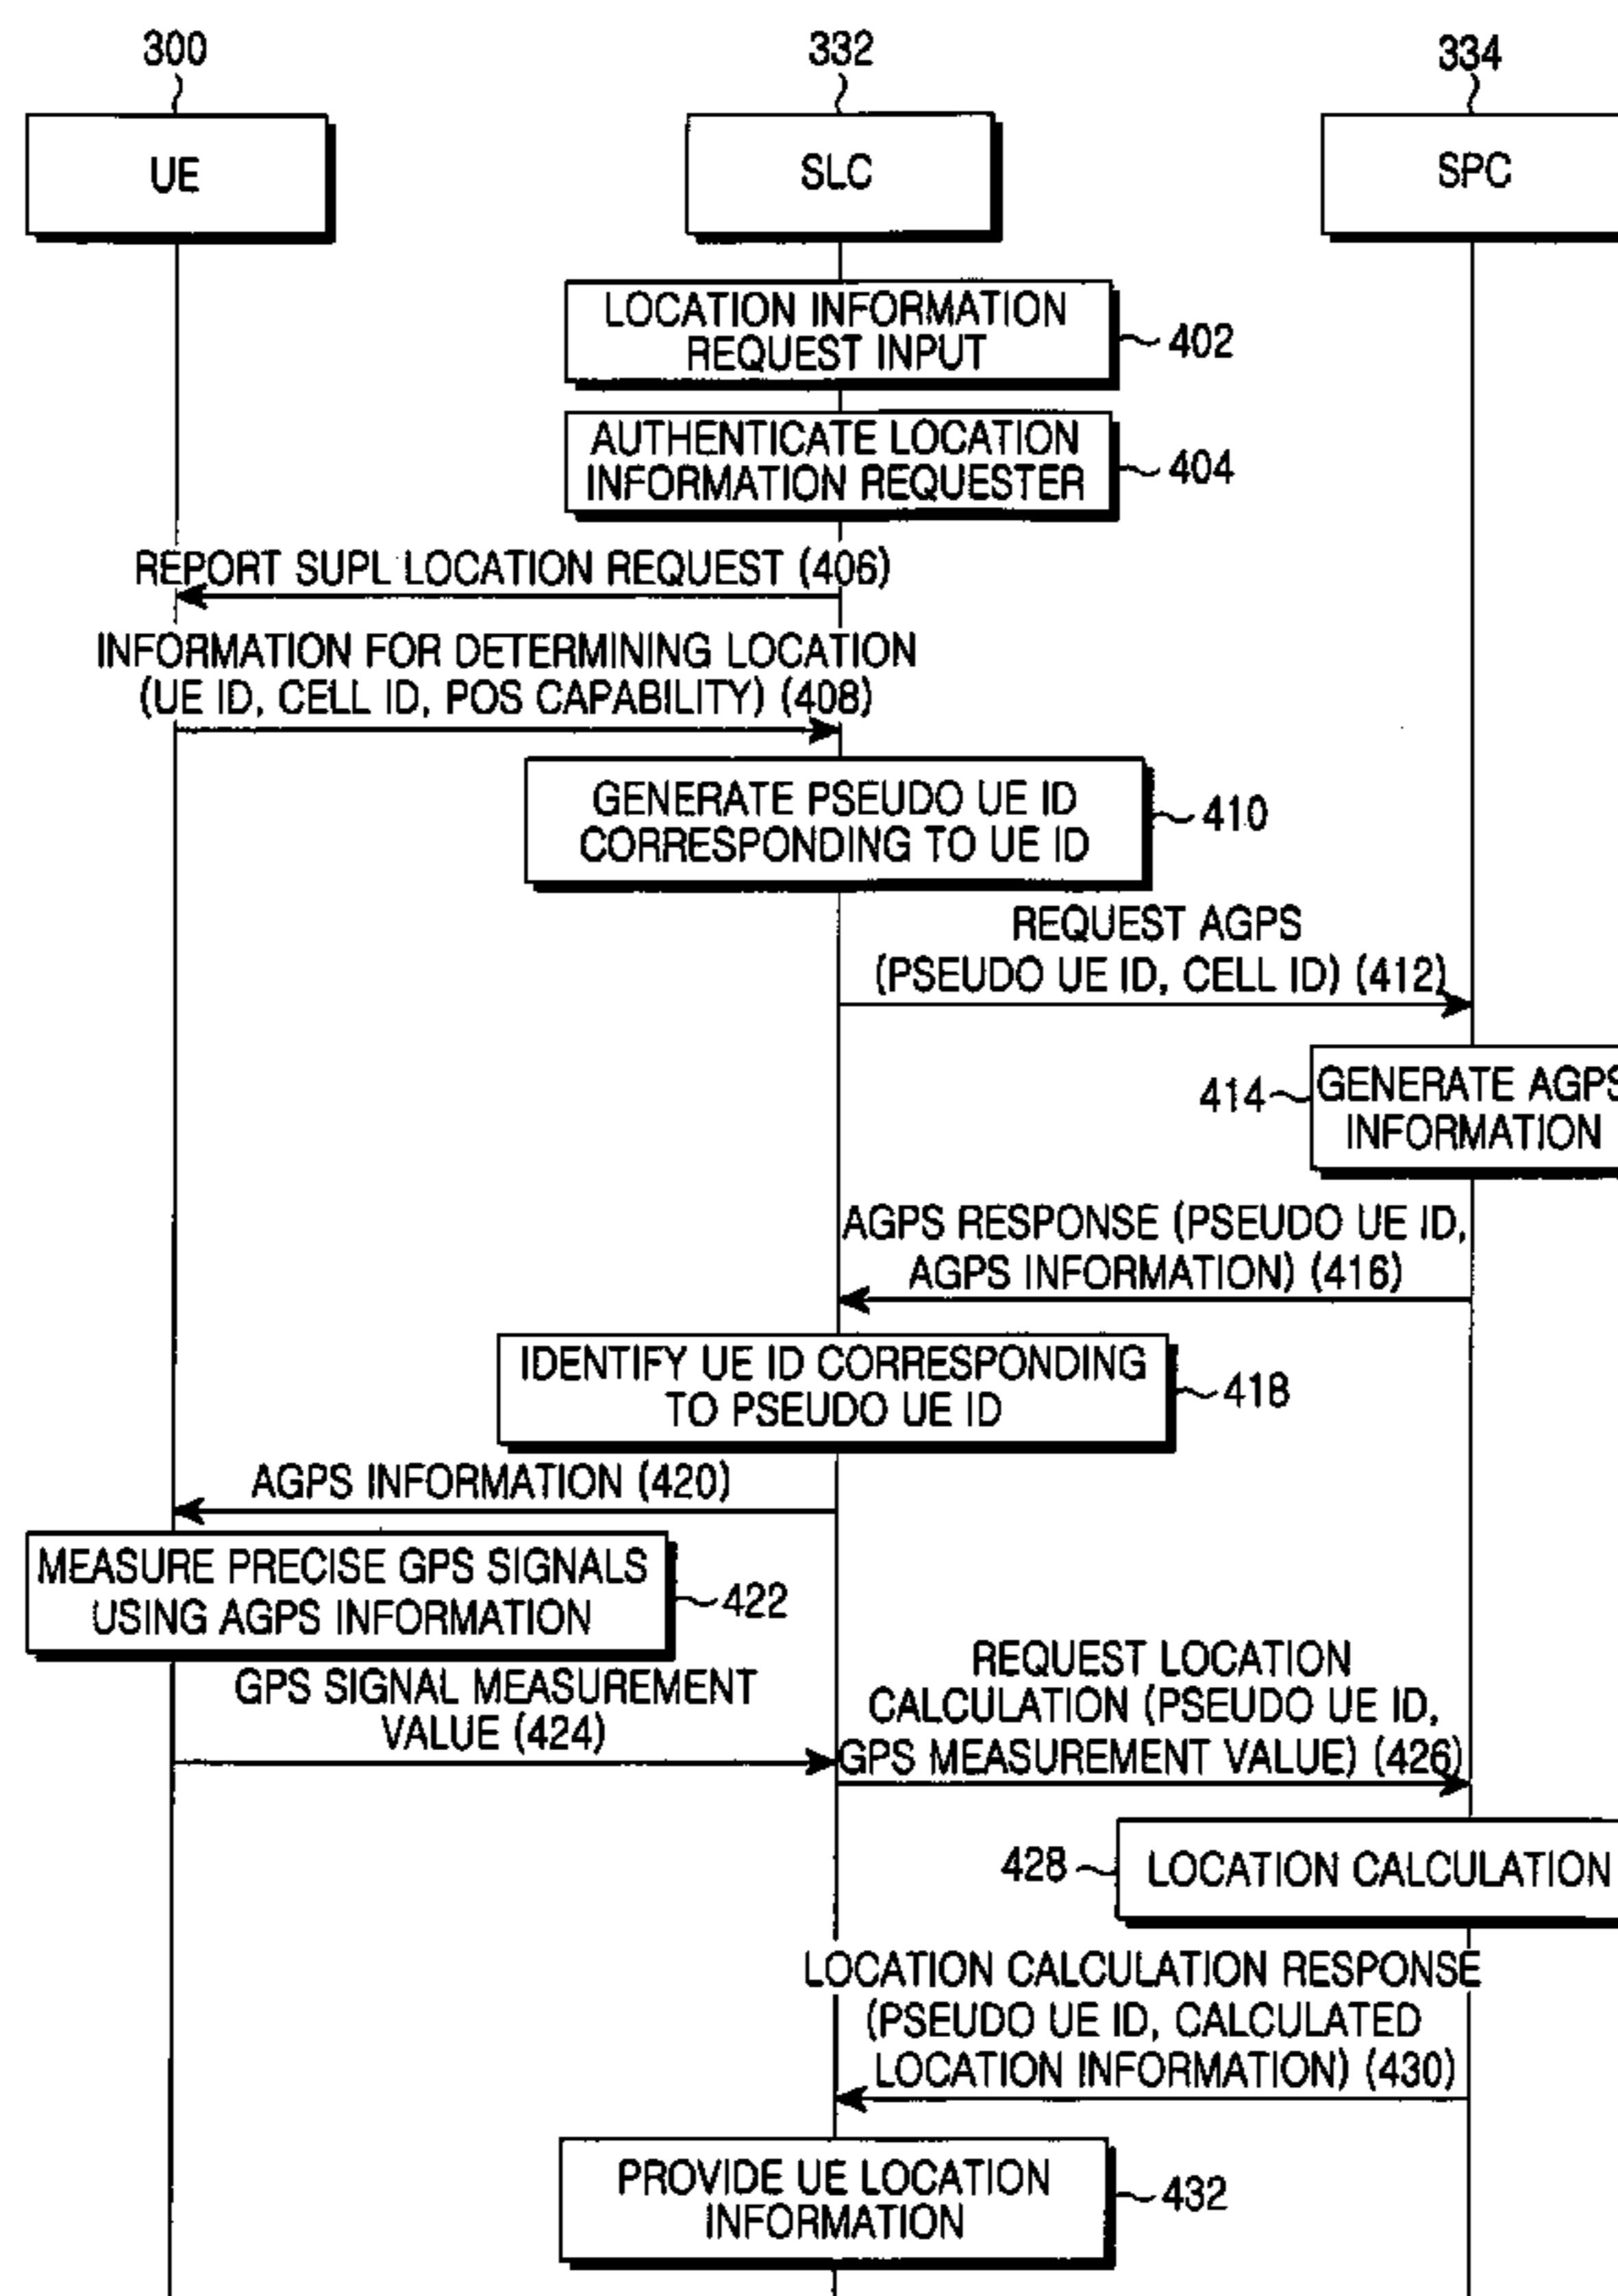 300
332
334
UE
SLC
SPC
LOCATION INFORMATION
REQUEST INPUT
402
AUTHENTICATE LOCATION
INFORMATION REQUESTER
404
REPORT SUPL LOCATION REQUEST (406)
INFORMATION FOR DETERMINING LOCATION
(UE ID, CELL ID, POS CAPABILITY) (408)
GENERATE PSEUDO UE ID
CORRESPONDING TO UE ID
410
REQUEST AGPS
(PSEUDO UE ID, CELL ID) (412)
414
GENERATE AGPS
INFORMATION
AGPS RESPONSE (PSEUDO UE ID,
AGPS INFORMATION) (416)
IDENTIFY UE ID CORRESPONDING
TO PSEUDO UE ID
418
AGPS INFORMATION (420)
MEASURE PRECISE GPS SIGNALS
USING AGPS INFORMATION
422
GPS SIGNAL MEASUREMENT
VALUE (424)
REQUEST LOCATION
CALCULATION (PSEUDO UE ID,
GPS MEASUREMENT VALUE) (426)
428
LOCATION CALCULATION
LOCATION CALCULATION RESPONSE
(PSEUDO UE ID, CALCULATED
LOCATION INFORMATION) (430)
PROVIDE UE LOCATION
INFORMATION
432